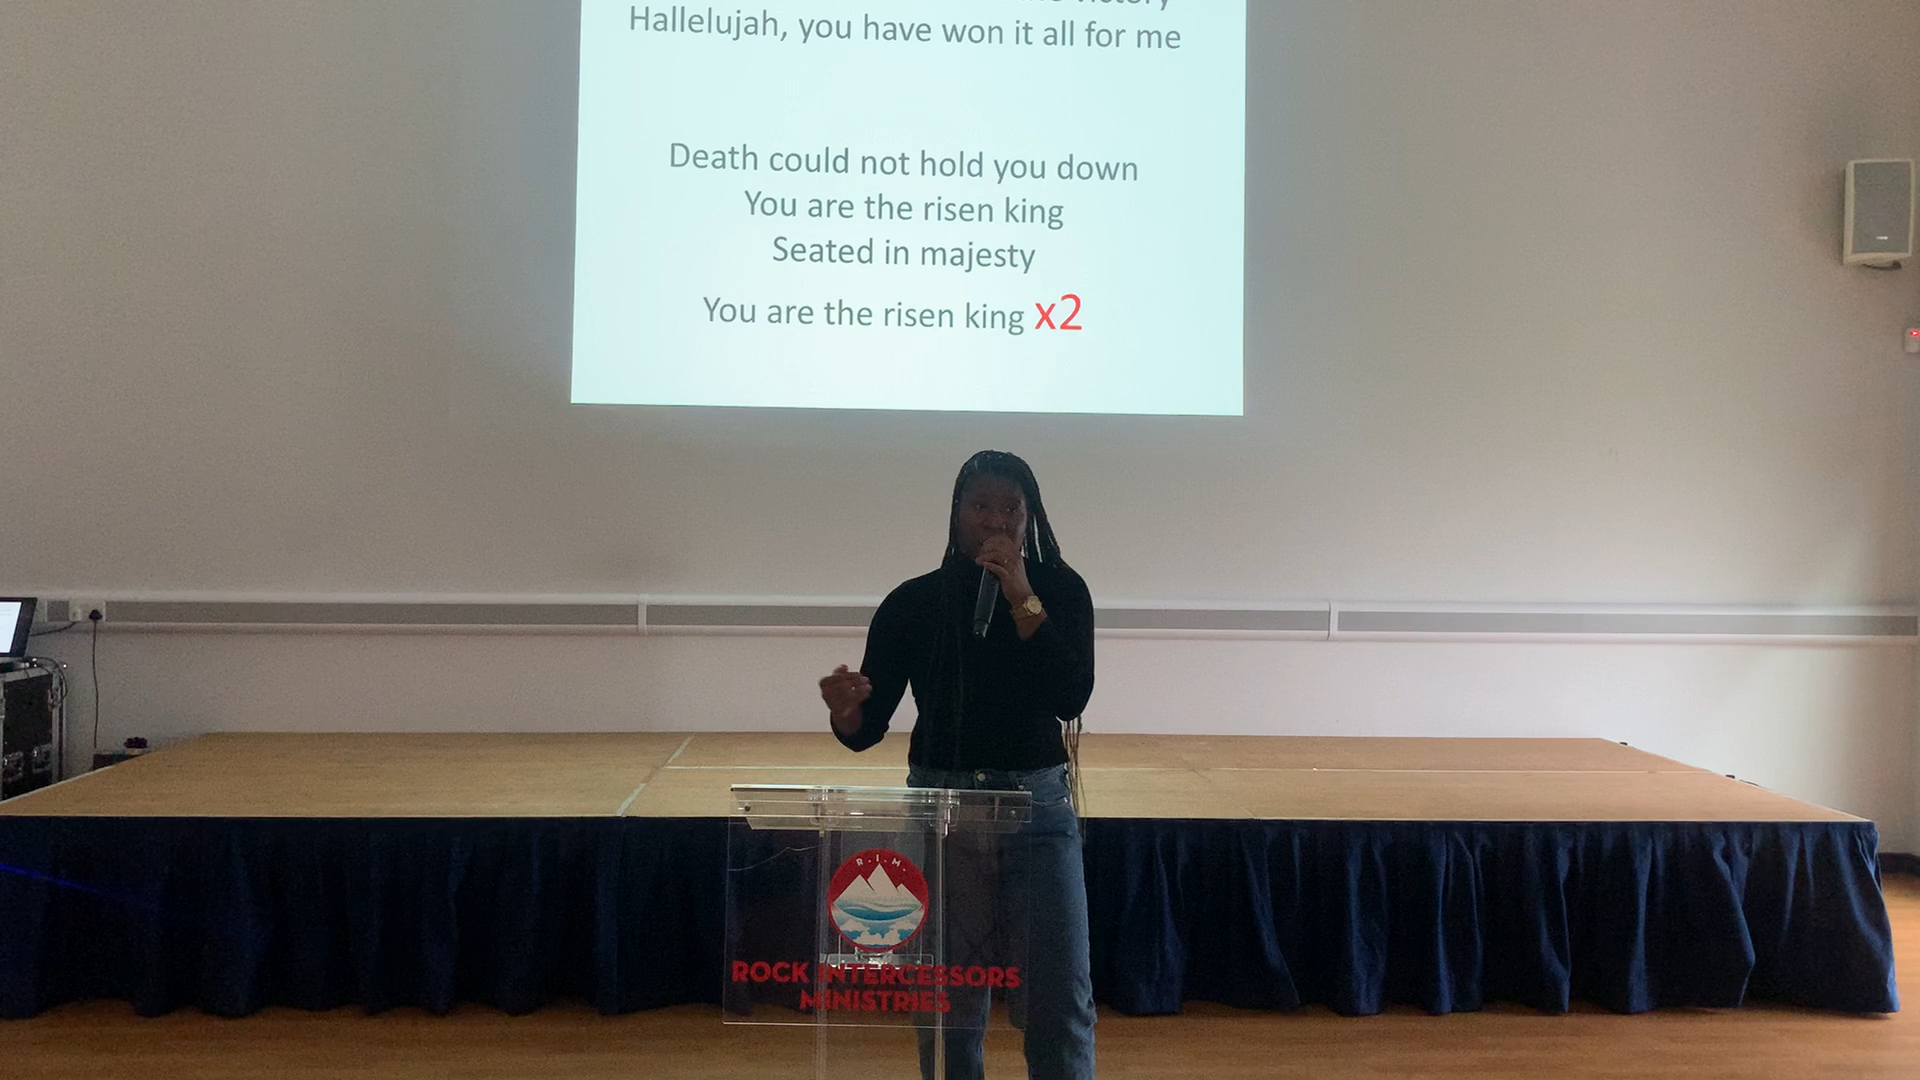 victory
Hallelujah, you have won it all for me
Death could not hold you down
You are the risen king
Seated in majesty
You are the risen king x2
R.I.M.
ROCK INTERCESSORS
MINISTRIES